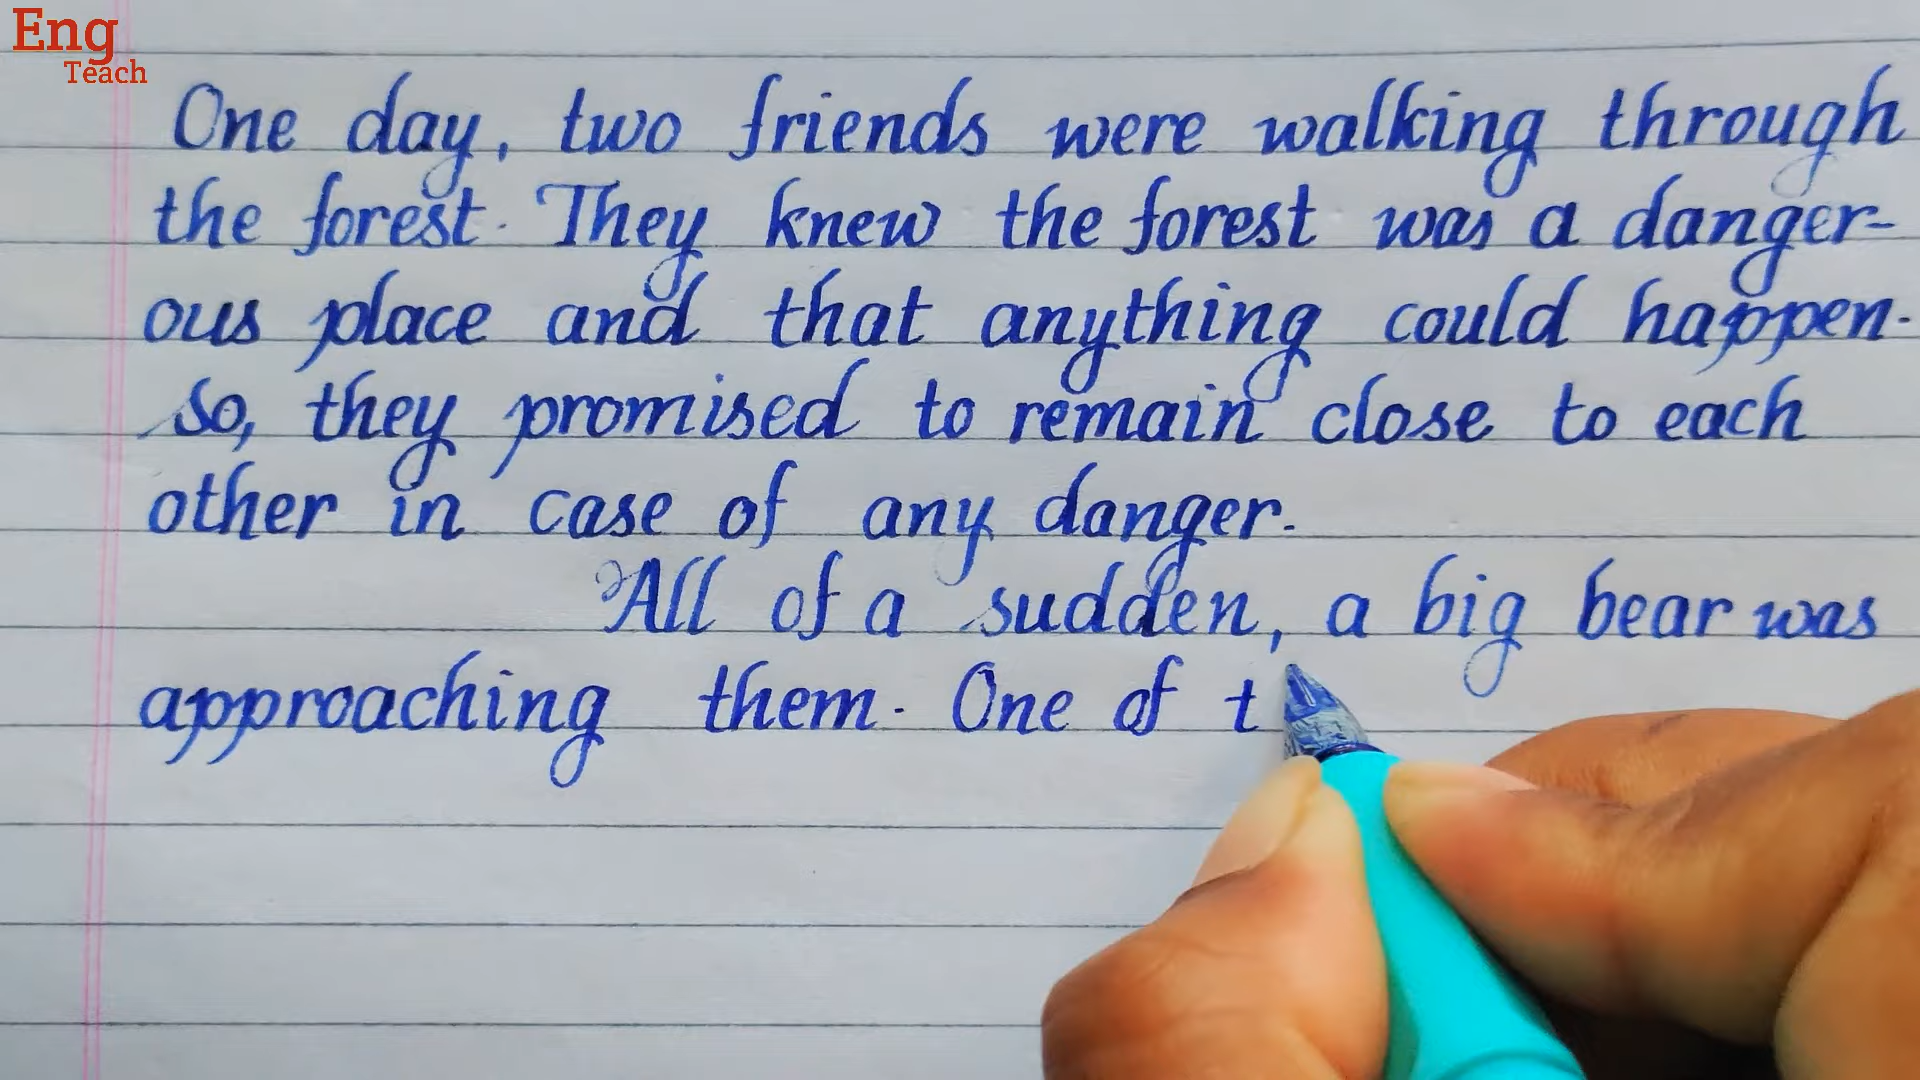 Eng
Teach
One day, two friends were walking through
the forest. They knew the forest was a danger-
ous place and that anything could happen.
So, they promised to remain close to each
other in case of any danger.
All of a sudden, a big bear was
approaching them. One of t